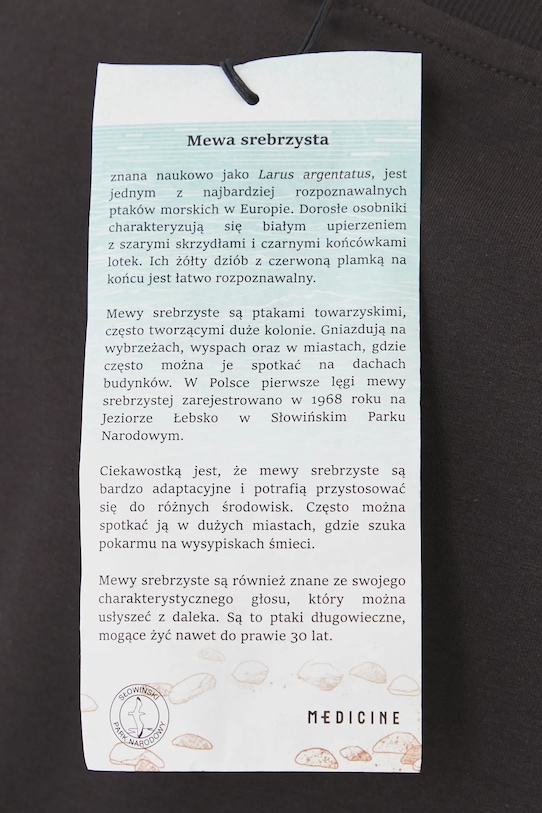 Mewa srebrzysta
znana naukowo jako Larus argentatus, jest
jednym z najbardziej rozpoznawalnych
ptaków morskich w Europie. Dorosłe osobniki
charakteryzują się białym upierzeniem
z szarymi skrzydłami i czarnymi końcówkami
lotek. Ich żółty dziób z czerwoną plamką na
końcu jest łatwo rozpoznawalny.
Mewy srebrzyste są ptakami towarzyskimi,
często tworzącymi duże kolonie. Gniazdują na
wybrzeżach, wyspach oraz w miastach, gdzie
często można je spotkać na dachach
budynków. W Polsce pierwsze lęgi mewy
srebrzystej zarejestrowano w 1968 roku na
Jeziorze Łebsko w Słowińskim Parku
Narodowym.
Ciekawostką jest, że mewy srebrzyste są
bardzo adaptacyjne i potrafią przystosować
się do różnych środowisk. Często można
spotkać ją w dużych miastach, gdzie szuka
pokarmu na wysypiskach śmieci.
Mewy srebrzyste są również znane ze swojego
charakterystycznego głosu, który można
usłyszeć z daleka. Są to ptaki długowieczne,
mogące żyć nawet do prawie 30 lat.
SŁOWIŃSKI
PARK NARODOWY
MEDICINE